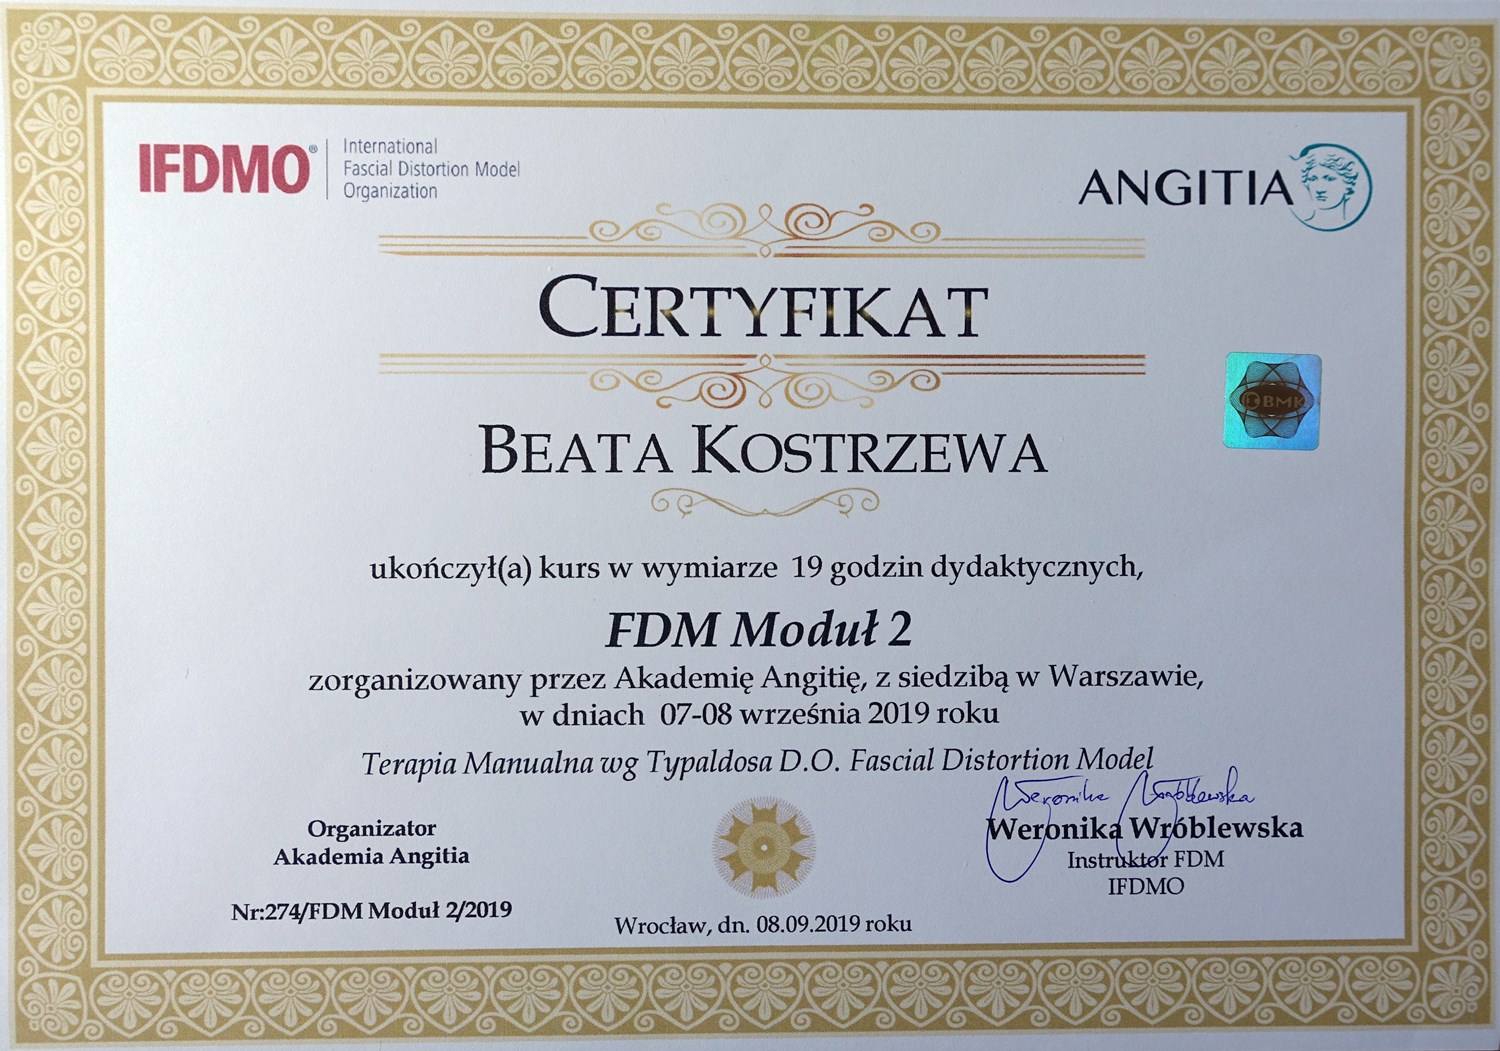 IFDMO®
International
Fascial Distortion Model
Organization
ANGITIA
CERTYFIKAT
BMK
BEATA KOSTRZEWA
ukończył(a) kurs w wymiarze 19 godzin dydaktycznych,
FDM Moduł 2
zorganizowany przez Akademię Angitię, z siedzibą w Warszawie,
w dniach 07-08 września 2019 roku
Terapia Manualna wg Typaldosa D.O. Fascial Distortion Model
Weronika Wróblewska
Organizator
Akademia Angitia
Weronika Wróblewska
Instruktor FDM
IFDMO
Nr:274/FDM Moduł 2/2019
Wrocław, dn. 08.09.2019 roku